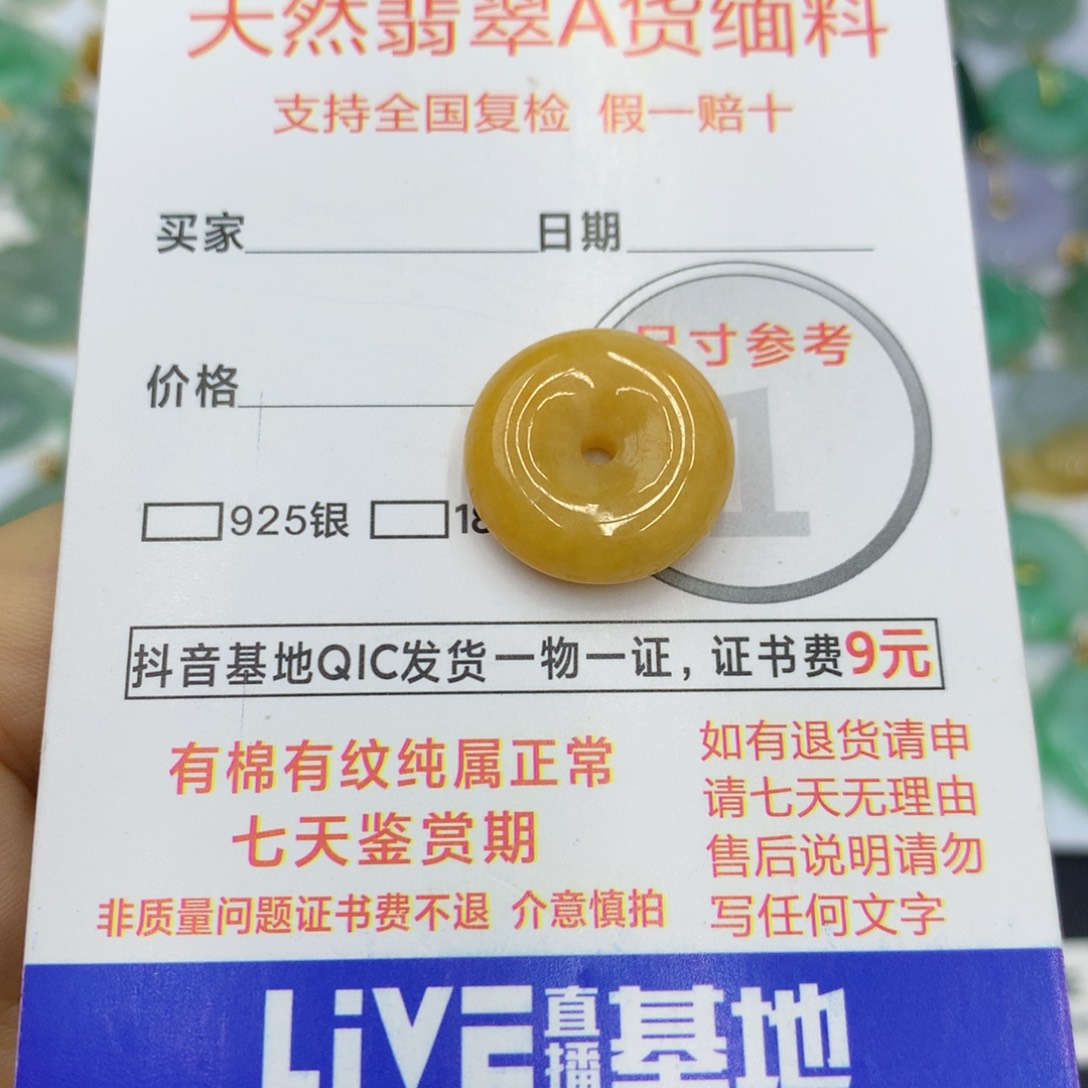 天然翡翠A货缅料
支持全国复检 假一赔十
买家 日期
尺寸参考
1
价格
925银 18
抖音基地QIC发货一物一证,证书费9元
有棉有纹纯属正常
七天鉴赏期
非质量问题证书费不退 介意慎拍
如有退货请申
请七天无理由
售后说明请勿
写任何文字
LiVE直播基地